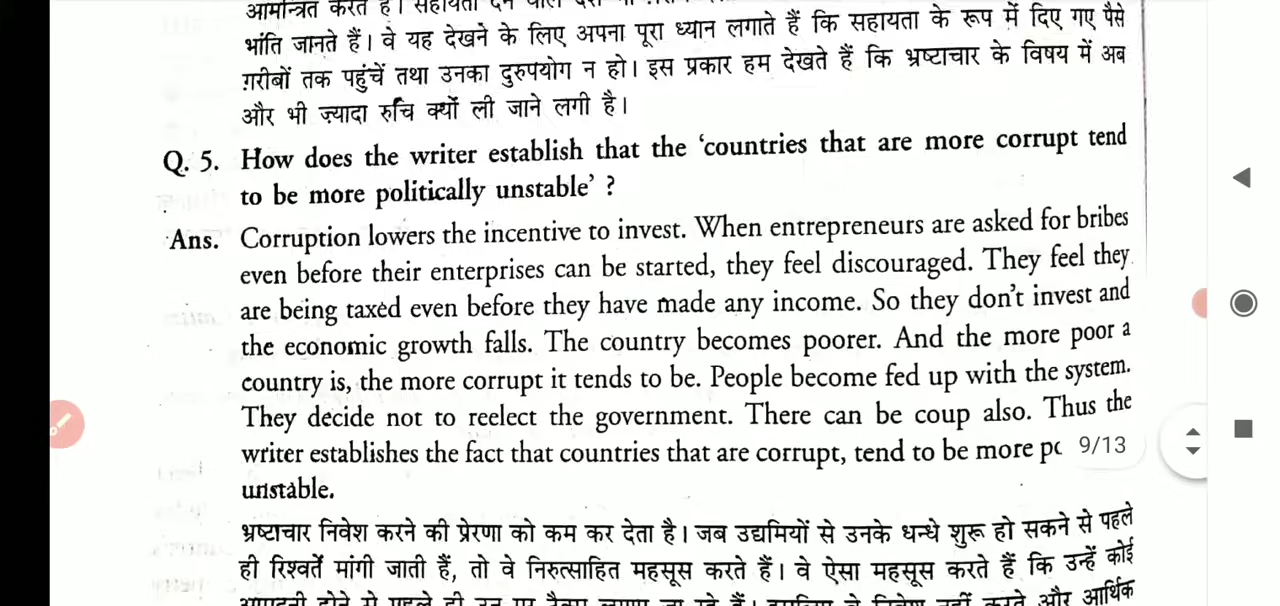 आमन्त्रित करते हैं। सहायता देने वाले
भांति जानते हैं। वे यह देखने के लिए अपना पूरा ध्यान लगाते हैं कि सहायता के रूप में दिए गए पैसे
ग़रीबों तक पहुंचें तथा उनका दुरुपयोग न हो। इस प्रकार हम देखते हैं कि भ्रष्टाचार के विषय में अब
और भी ज़्यादा रुचि क्यों ली जाने लगी है।
Q. 5. How does the writer establish that the ‘countries that are more corrupt tend
to be more politically unstable’ ?
Ans. Corruption lowers the incentive to invest. When entrepreneurs are asked for bribes
even before their enterprises can be started, they feel discouraged. They feel they
are being taxed even before they have made any income. So they don’t invest and
the economic growth falls. The country becomes poorer. And the more poor a
country is, the more corrupt it tends to be. People become fed up with the system.
They decide not to reelect the government. There can be coup also. Thus the
writer establishes the fact that countries that are corrupt, tend to be more
9/13
unstable.
भ्रष्टाचार निवेश करने की प्रेरणा को कम कर देता है। जब उद्यमियों से उनके धन्धे शुरू हो सकने से पहले
ही रिश्वतें मांगी जाती हैं, तो वे निरुत्साहित महसूस करते हैं। वे ऐसा महसूस करते हैं कि उन्हें कोई
और आर्थिक